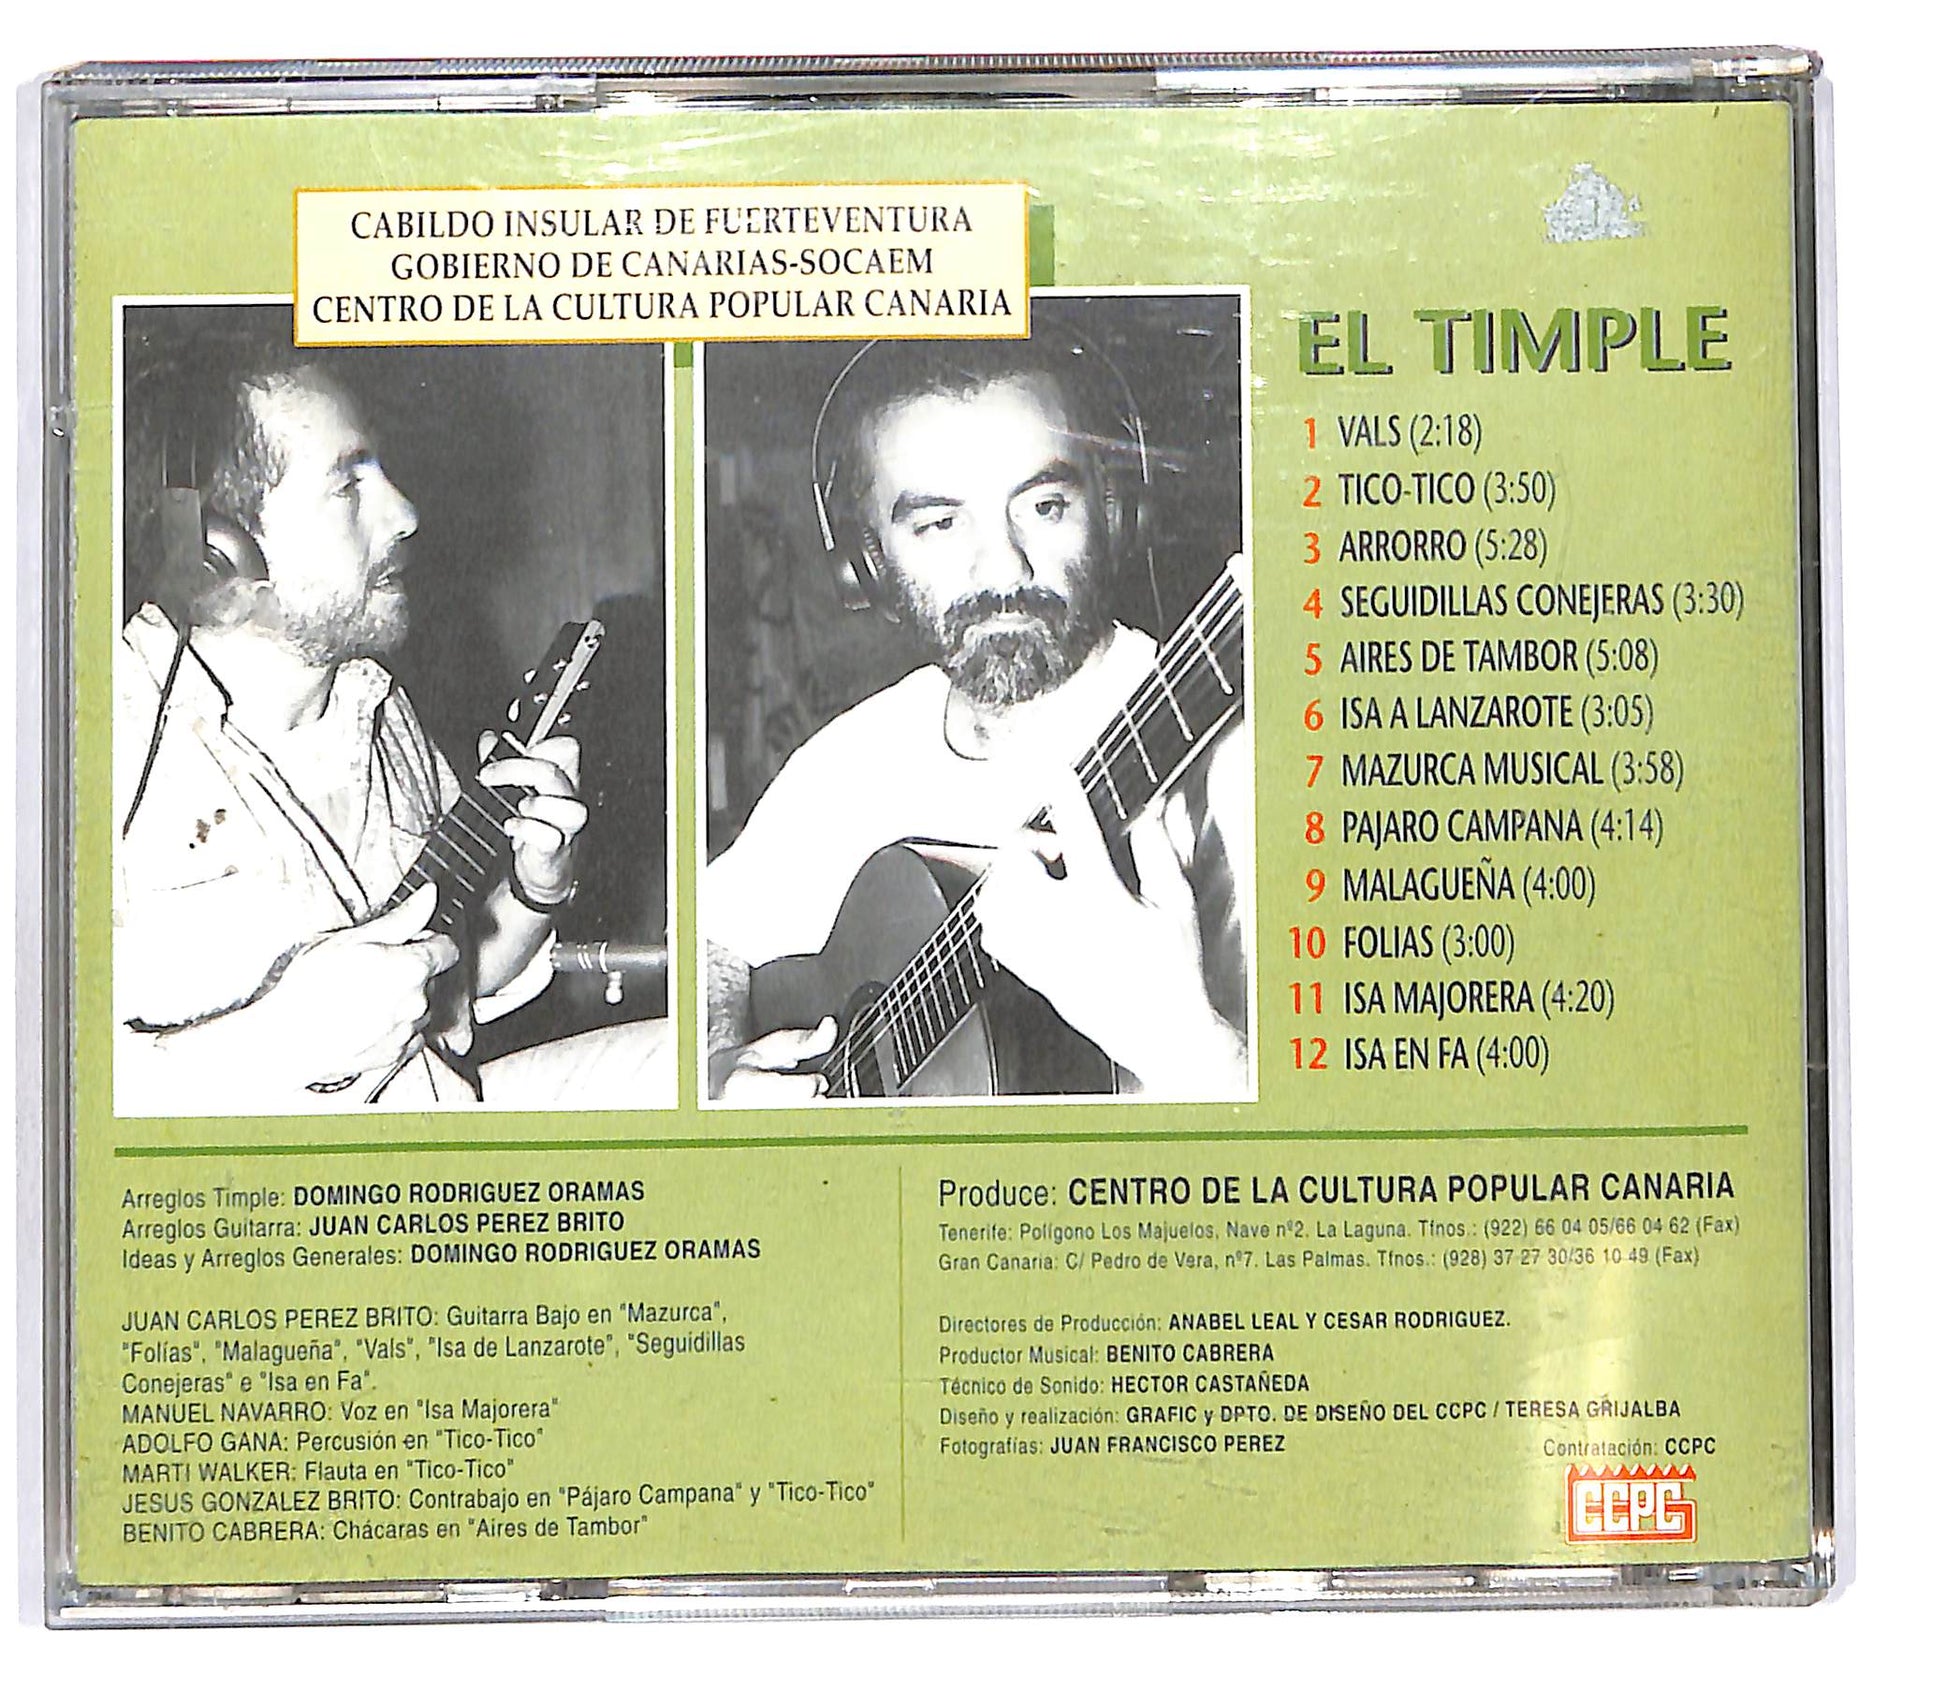 CABILDO INSULAR DE FUERTEVENTURA
GOBIERNO DE CANARIAS-SOCAEM
CENTRO DE LA CULTURA POPULAR CANARIA
EL TIMPLE
1 VALS (2:18)
2 TICO-TICO (3:50)
3 ARRORRO (5:28)
4 SEGUIDILLAS CONEJERAS (3:30)
5 AIRES DE TAMBOR (5:08)
6 ISA A LANZAROTE (3:05)
7 MAZURCA MUSICAL (3:58)
8 PAJARO CAMPANA (4:14)
9 MALAGUEÑA (4:00)
10 FOLIAS (3:00)
11 ISA MAJORERA (4:20)
12 ISA EN FA (4:00)
Arreglos Timple: DOMINGO RODRIGUEZ ORAMAS
Arreglos Guitarra: JUAN CARLOS PEREZ BRITO
Ideas y Arreglos Generales: DOMINGO RODRIGUEZ ORAMAS
JUAN CARLOS PEREZ BRITO: Guitarra Bajo en "Mazurca",
"Folías", "Malagueña", "Vals", "Isa de Lanzarote", "Seguidillas
Conejeras" e "Isa en Fa".
MANUEL NAVARRO: Voz en "Isa Majorera"
ADOLFO GANA: Percusión en "Tico-Tico"
MARTI WALKER: Flauta en "Tico-Tico"
JESUS GONZALEZ BRITO: Contrabajo en "Pájaro Campana" y "Tico-Tico"
BENITO CABRERA: Chácaras en "Aires de Tambor"
Produce: CENTRO DE LA CULTURA POPULAR CANARIA
Tenerife: Polígono Los Majuelos, Nave nº2. La Laguna. Tfnos.: (922) 66 04 05/66 04 62 (Fax)
Gran Canaria: C/ Pedro de Vera, nº7. Las Palmas. Tfnos.: (928) 37 27 30/36 10 49 (Fax)
Directores de Producción: ANABEL LEAL Y CESAR RODRIGUEZ.
Productor Musical: BENITO CABRERA
Técnico de Sonido: HECTOR CASTAÑEDA
Diseño y realización: GRAFIC y DPTO. DE DISEÑO DEL CCPC / TERESA GRIJALBA
Fotografías: JUAN FRANCISCO PEREZ
Contratación: CCPC
CCPC